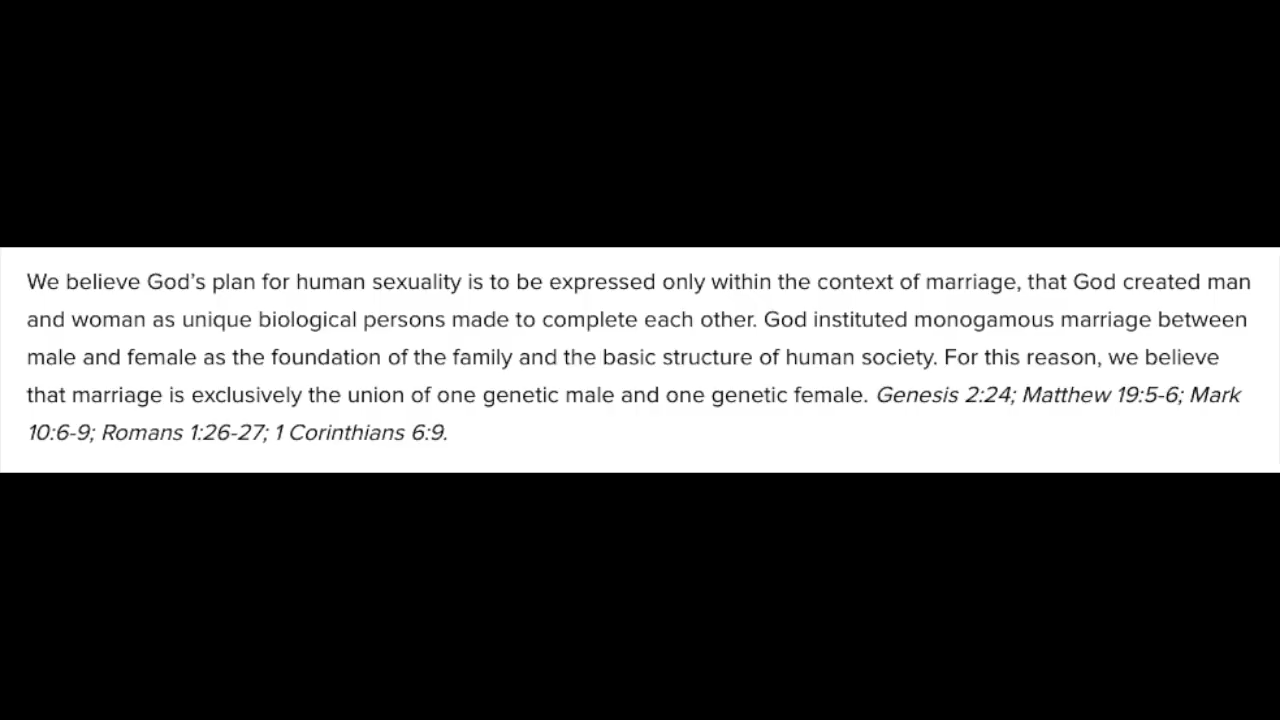 We believe God’s plan for human sexuality is to be expressed only within the context of marriage, that God created man
and woman as unique biological persons made to complete each other. God instituted monogamous marriage between
male and female as the foundation of the family and the basic structure of human society. For this reason, we believe
that marriage is exclusively the union of one genetic male and one genetic female. Genesis 2:24; Matthew 19:5-6; Mark
10:6-9; Romans 1:26-27; 1 Corinthians 6:9.